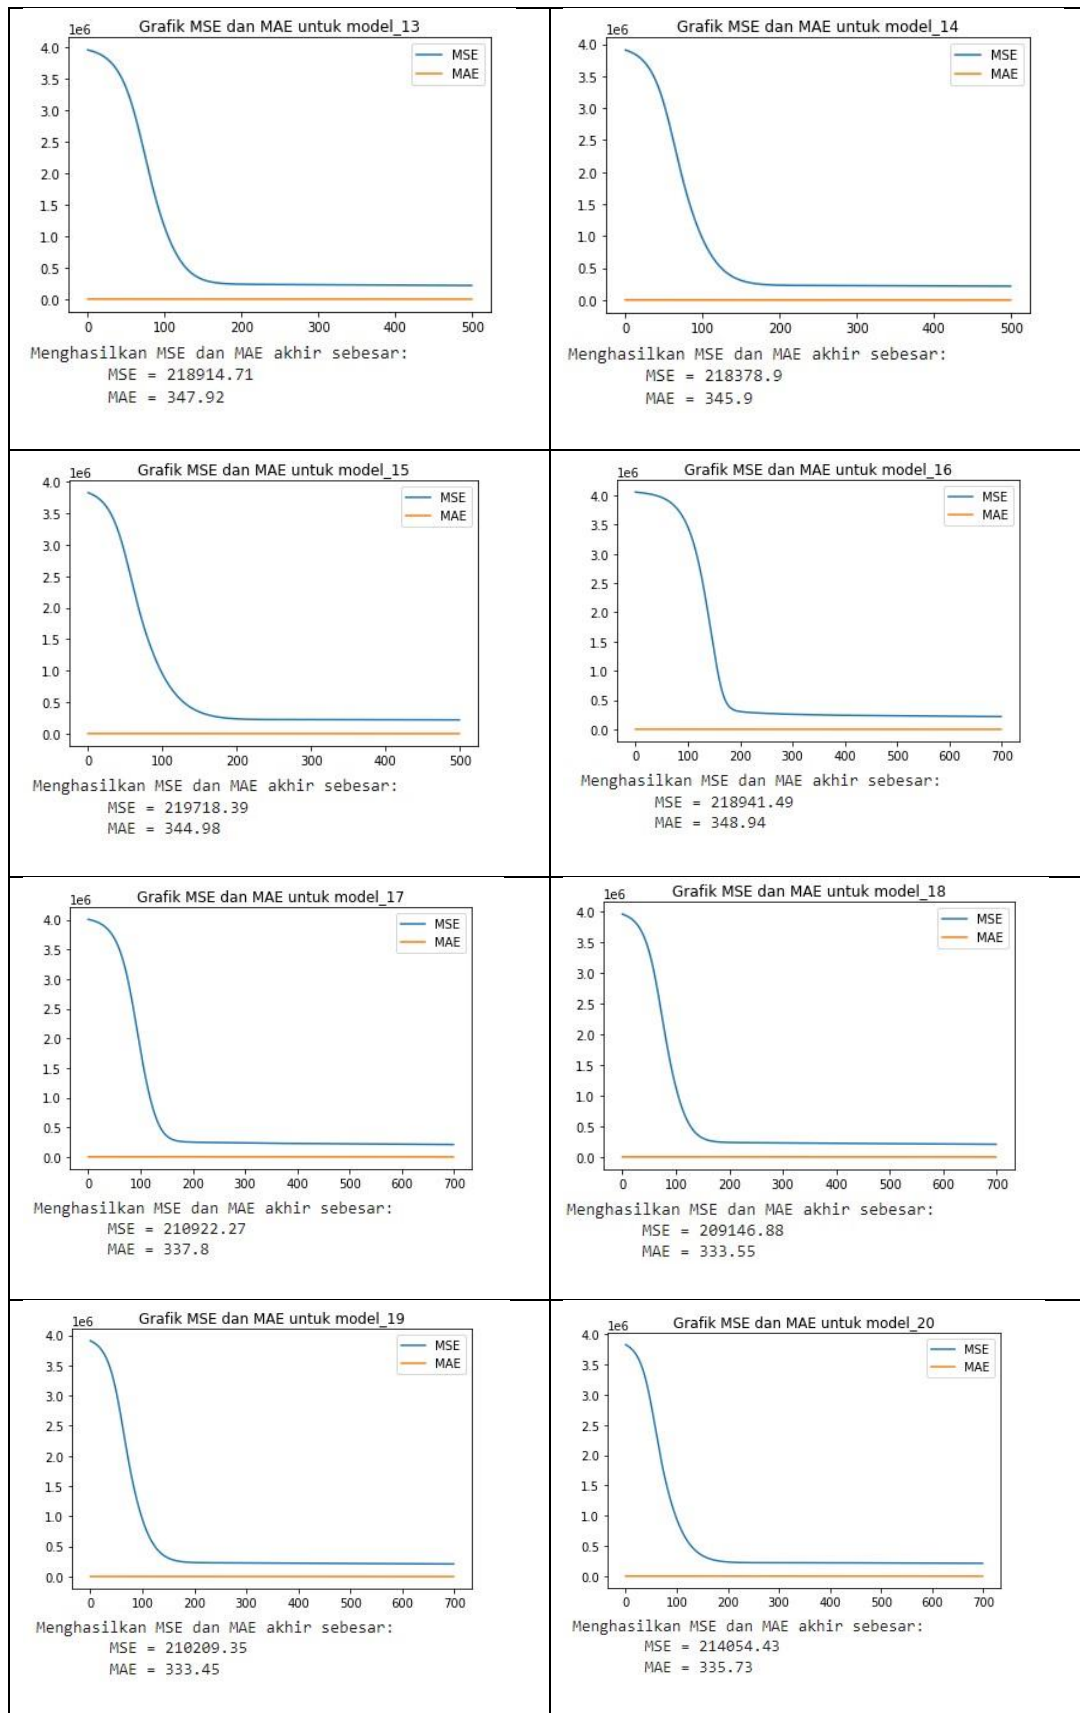 Grafik MSE dan MAE untuk model_13
1e6
MSE
MAE
4.0
3.5
3.0
2.5
2.0
1.5
1.0
0.5
0.0
0 100 200 300 400 500
Menghasilkan MSE dan MAE akhir sebesar:
MSE = 218914.71
MAE = 347.92
Grafik MSE dan MAE untuk model_14
1e6
MSE
MAE
4.0
3.5
3.0
2.5
2.0
1.5
1.0
0.5
0.0
0 100 200 300 400 500
Menghasilkan MSE dan MAE akhir sebesar:
MSE = 218378.9
MAE = 345.9
Grafik MSE dan MAE untuk model_15
1e6
MSE
MAE
4.0
3.5
3.0
2.5
2.0
1.5
1.0
0.5
0.0
0 100 200 300 400 500
Menghasilkan MSE dan MAE akhir sebesar:
MSE = 219718.39
MAE = 344.98
Grafik MSE dan MAE untuk model_16
1e6
MSE
MAE
4.0
3.5
3.0
2.5
2.0
1.5
1.0
0.5
0.0
0 100 200 300 400 500 600 700
Menghasilkan MSE dan MAE akhir sebesar:
MSE = 218941.49
MAE = 348.94
Grafik MSE dan MAE untuk model_17
1e6
MSE
MAE
4.0
3.5
3.0
2.5
2.0
1.5
1.0
0.5
0.0
0 100 200 300 400 500 600 700
Menghasilkan MSE dan MAE akhir sebesar:
MSE = 210922.27
MAE = 337.8
Grafik MSE dan MAE untuk model_18
1e6
MSE
MAE
4.0
3.5
3.0
2.5
2.0
1.5
1.0
0.5
0.0
0 100 200 300 400 500 600 700
Menghasilkan MSE dan MAE akhir sebesar:
MSE = 209146.88
MAE = 333.55
Grafik MSE dan MAE untuk model_19
1e6
MSE
MAE
4.0
3.5
3.0
2.5
2.0
1.5
1.0
0.5
0.0
0 100 200 300 400 500 600 700
Menghasilkan MSE dan MAE akhir sebesar:
MSE = 210209.35
MAE = 333.45
Grafik MSE dan MAE untuk model_20
1e6
MSE
MAE
4.0
3.5
3.0
2.5
2.0
1.5
1.0
0.5
0.0
0 100 200 300 400 500 600 700
Menghasilkan MSE dan MAE akhir sebesar:
MSE = 214054.43
MAE = 335.73